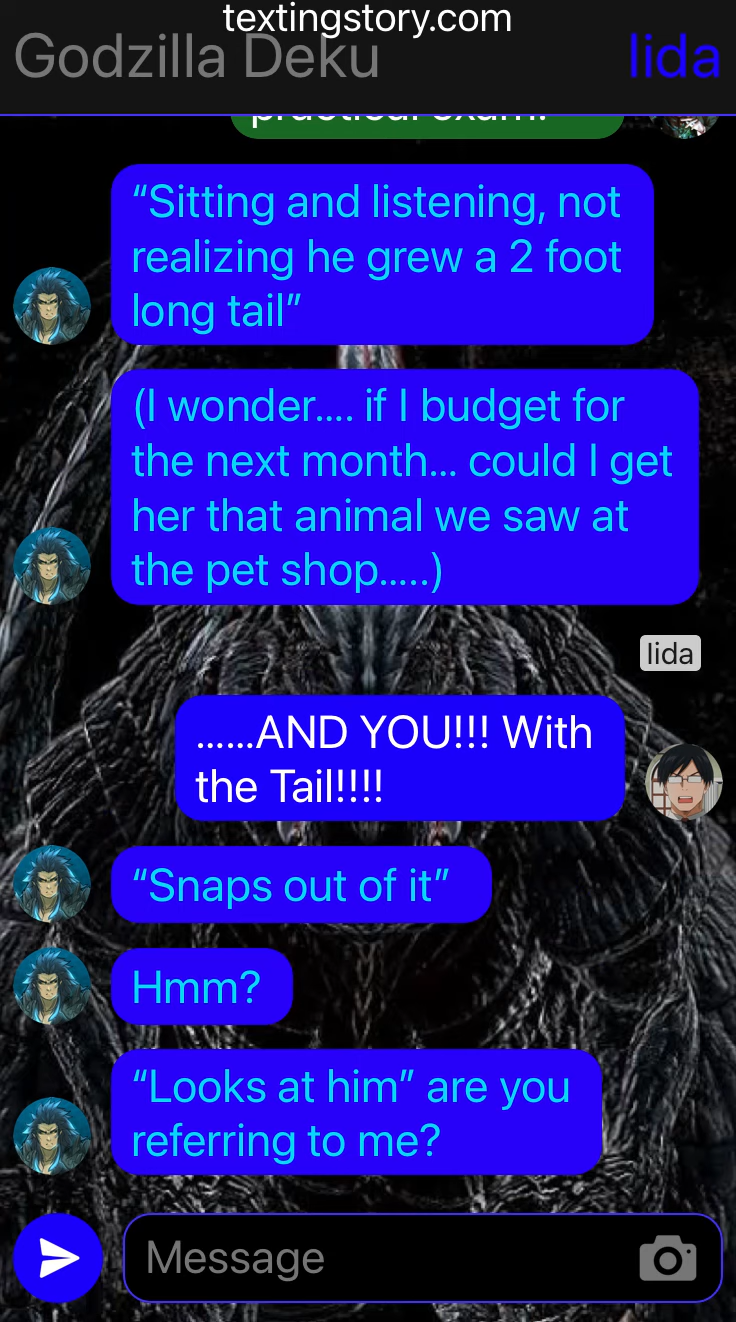 textingstory.com
Godzilla Deku
Iida
practical exam.
“Sitting and listening, not
realizing he grew a 2 foot
long tail”
(I wonder.... if I budget for
the next month... could I get
her that animal we saw at
the pet shop.....)
Iida
......AND YOU!!! With
the Tail!!!!
“Snaps out of it”
Hmm?
“Looks at him” are you
referring to me?
Message